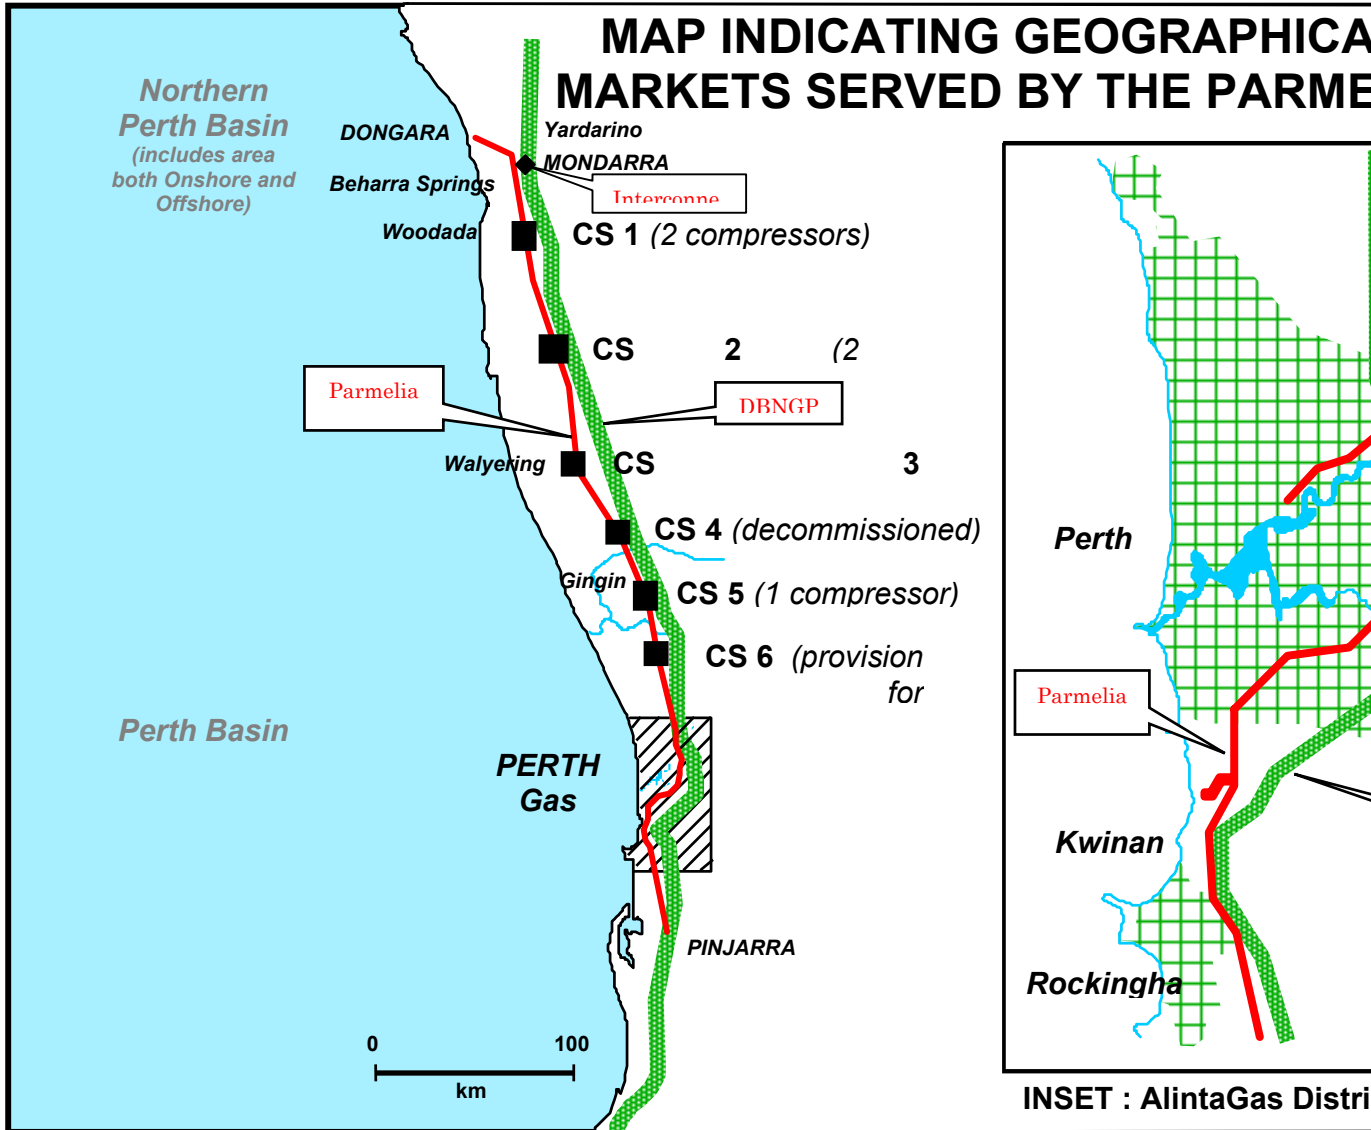 MAP INDICATING GEOGRAPHICA
MARKETS SERVED BY THE PARME
Northern
Perth Basin
(includes area
both Onshore and
Offshore)
DONGARA
Yardarino
MONDARRA
Beharra Springs
Interconne
Woodada
CS 1 (2 compressors)
CS 2 (2
Parmelia
DBNGP
Walyering
CS 3
CS 4 (decommissioned)
Gingin
CS 5 (1 compressor)
CS 6 (provision
for
Perth Basin
PERTH
Gas
PINJARRA
0 100
km
Perth
Parmelia
Kwinan
Rockingha
INSET : AlintaGas Distri